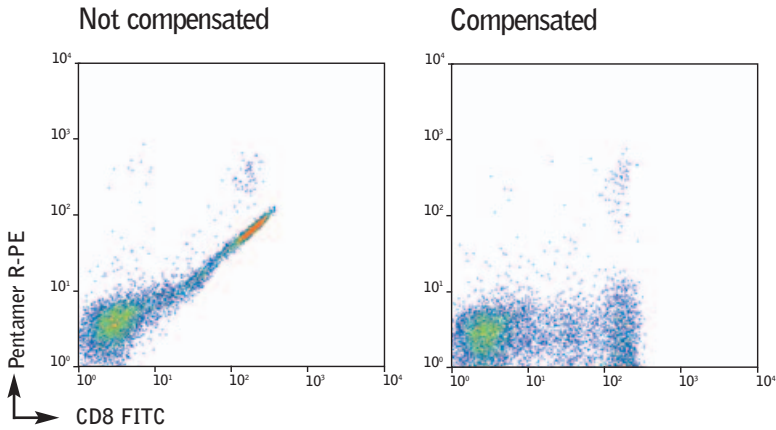 Not compensated
Compensated
10⁴
10³
10²
10¹
10⁰
10⁰ 10¹ 10² 10³ 10⁴
10⁴
10³
10²
10¹
10⁰
10⁰ 10¹ 10² 10³ 10⁴
Pentamer R-PE
CD8 FITC